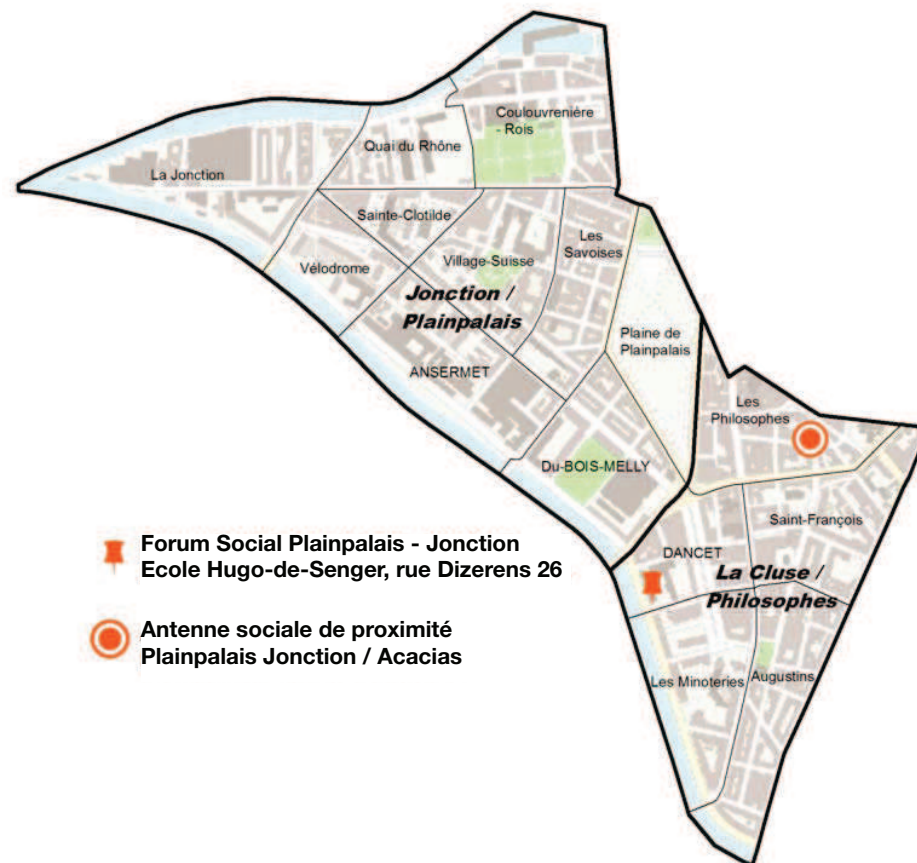 Coulouvrenière
- Rois
Quai du Rhône
La Jonction
Sainte-Clotilde
Les
Savoises
Village-Suisse
Vélodrome
Jonction /
Plainpalais
Plaine de
Plainpalais
ANSERMET
Les
Philosophes
Du-BOIS-MELLY
Saint-François
DANCET
La Cluse /
Philosophes
Les Minoteries
Augustins
Forum Social Plainpalais - Jonction
Ecole Hugo-de-Senger, rue Dizerens 26
Antenne sociale de proximité
Plainpalais Jonction / Acacias